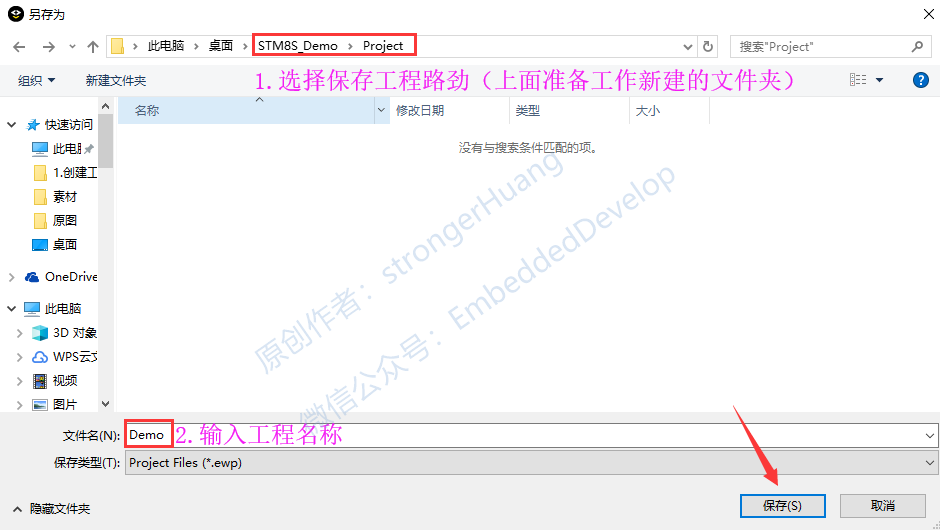 另存为
此电脑 > 桌面 > STM8S_Demo > Project
搜索"Project"
组织 新建文件夹
1.选择保存工程路劲（上面准备工作新建的文件夹）
名称 修改日期 类型 大小
没有与搜索条件匹配的项。
快速访问
此电脑
1.创建工
素材
原图
桌面
OneDrive
此电脑
3D 对象
WPS云文
视频
图片
原创作者：strongerHuang
微信公众号：EmbeddedDevelop
文件名(N): Demo 2.输入工程名称
保存类型(T): Project Files (*.ewp)
隐藏文件夹
保存(S) 取消